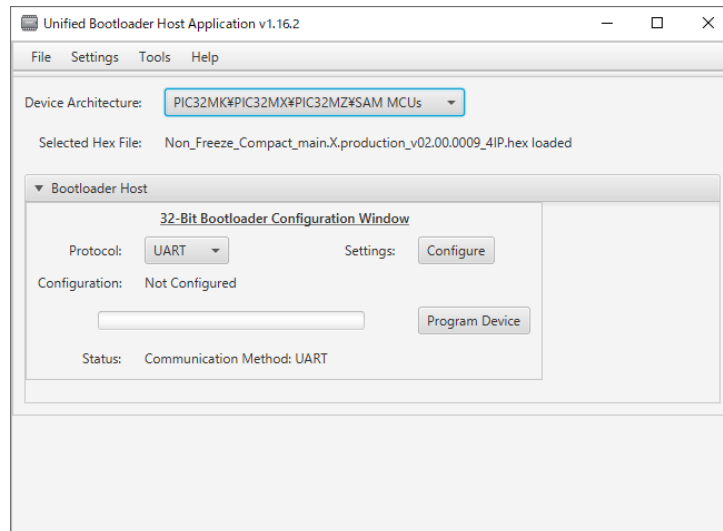 Unified Bootloader Host Application v1.16.2
File Settings Tools Help
Device Architecture: PIC32MK¥PIC32MX¥PIC32MZ¥SAM MCUs
Selected Hex File: Non_Freeze_Compact_main.X.production_v02.00.0009_4IP.hex loaded
Bootloader Host
32-Bit Bootloader Configuration Window
Protocol: UART Settings: Configure
Configuration: Not Configured
Program Device
Status: Communication Method: UART